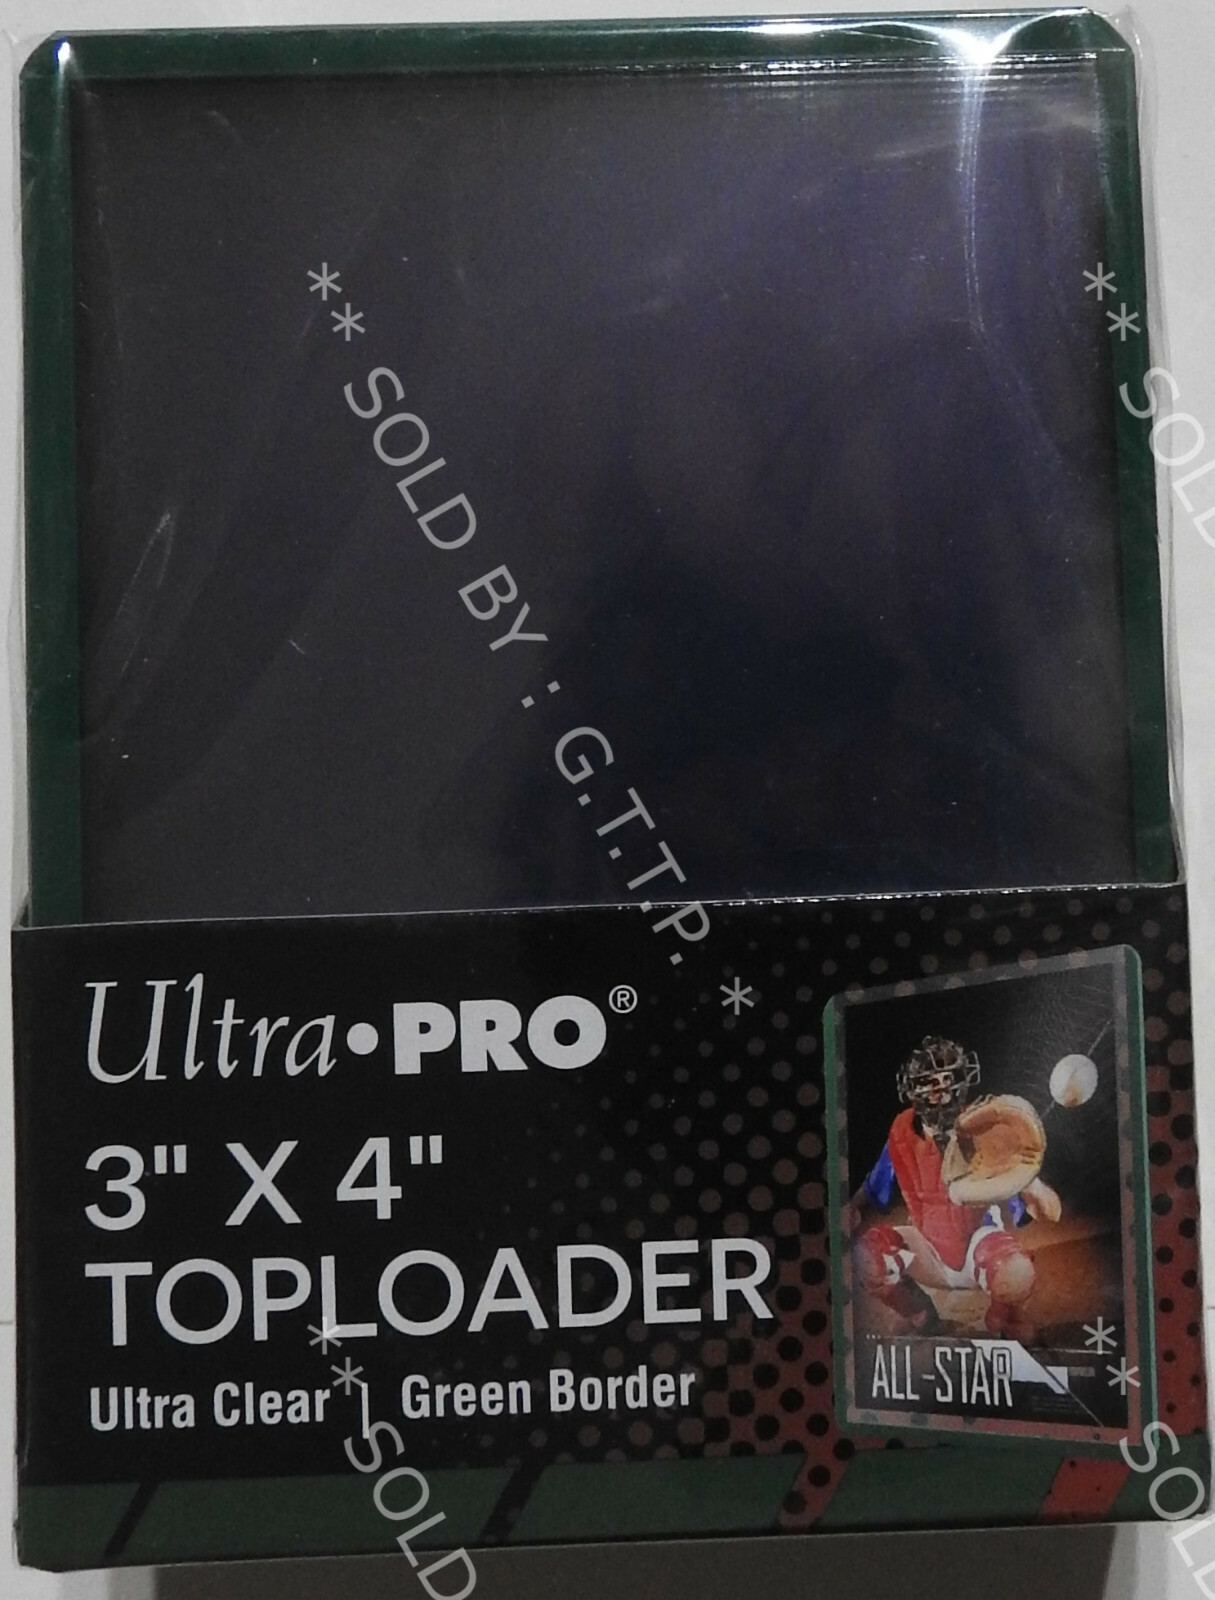 ** SOLD BY : G.T.T.P. *
** SOLD
Ultra•PRO®
3" X 4"
TOPLOADER
Ultra Clear | Green Border
ALL-STAR
** SOLD
** SOLD